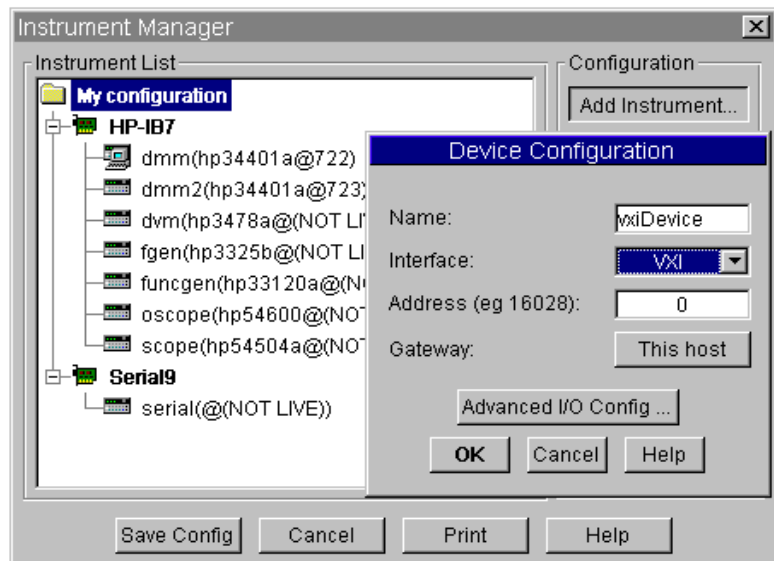 Instrument Manager
Instrument List
Configuration
My configuration
Add Instrument...
HP-IB7
dmm(hp34401a@722)
dmm2(hp34401a@723)
dvm(hp3478a@(NOT LI
fgen(hp3325b@(NOT LI
funcgen(hp33120a@(N
oscope(hp54600@(NOT
scope(hp54504a@(NOT
Serial9
serial(@(NOT LIVE))
Device Configuration
Name: vxiDevice
Interface: VXI
Address (eg 16028): 0
Gateway: This host
Advanced I/O Config ...
OK Cancel Help
Save Config Cancel Print Help